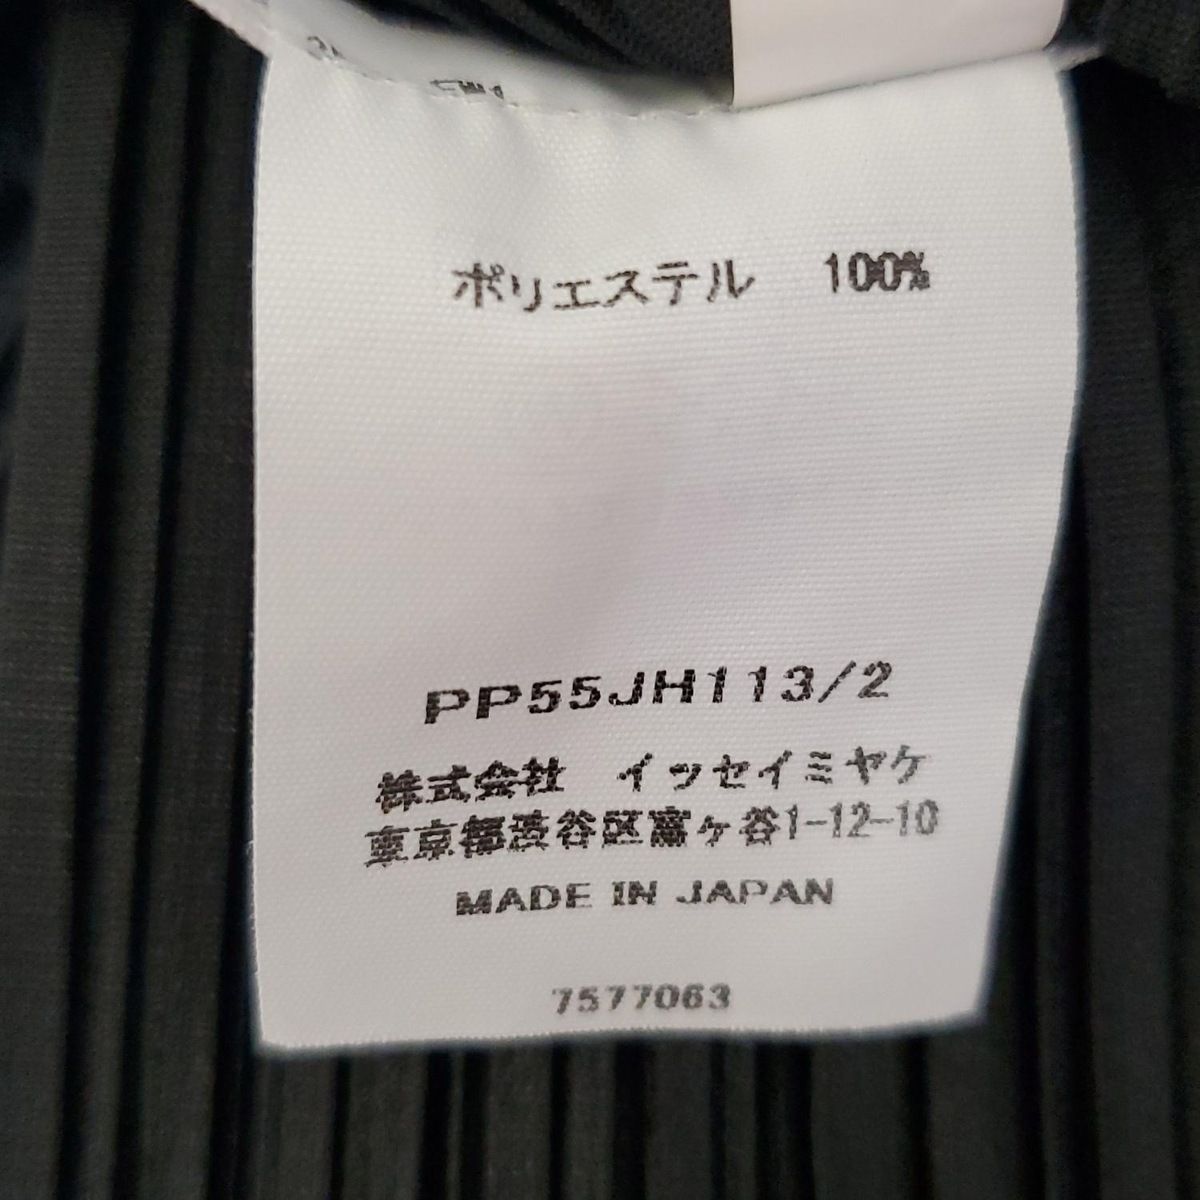 ポリエステル 100%
PP55JH113/2
株式会社 イッセイミヤケ
東京都渋谷区富ヶ谷1-12-10
MADE IN JAPAN
7577063